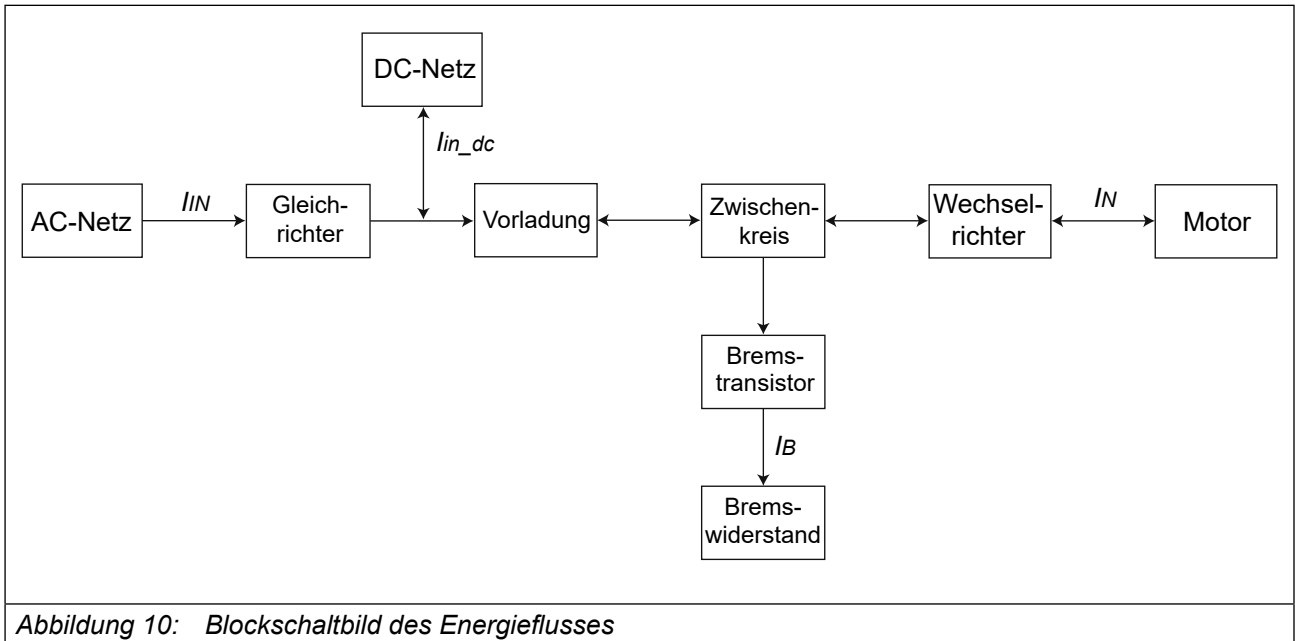 DC-Netz
Iin_dc
AC-Netz
IIN
Gleich-
richter
Vorladung
Zwischen-
kreis
Wechsel-
richter
IN
Motor
Brems-
transistor
IB
Brems-
widerstand
Abbildung 10: Blockschaltbild des Energieflusses